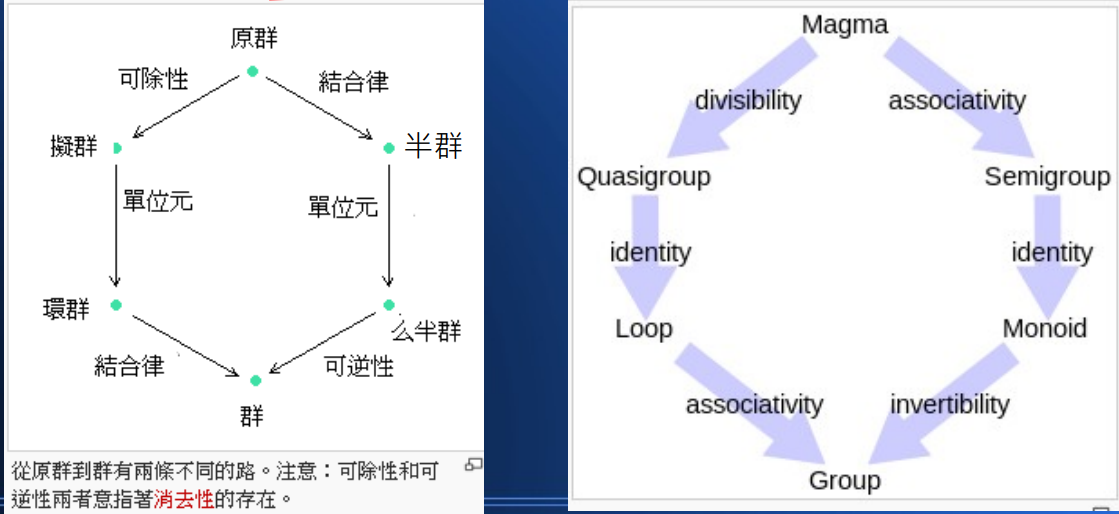 原群
可除性
結合律
擬群
半群
單位元
單位元
環群
么半群
結合律
可逆性
群
從原群到群有兩條不同的路。注意：可除性和可
逆性兩者意指著消去性的存在。
Magma
divisibility
associativity
Quasigroup
Semigroup
identity
identity
Loop
Monoid
associativity
invertibility
Group